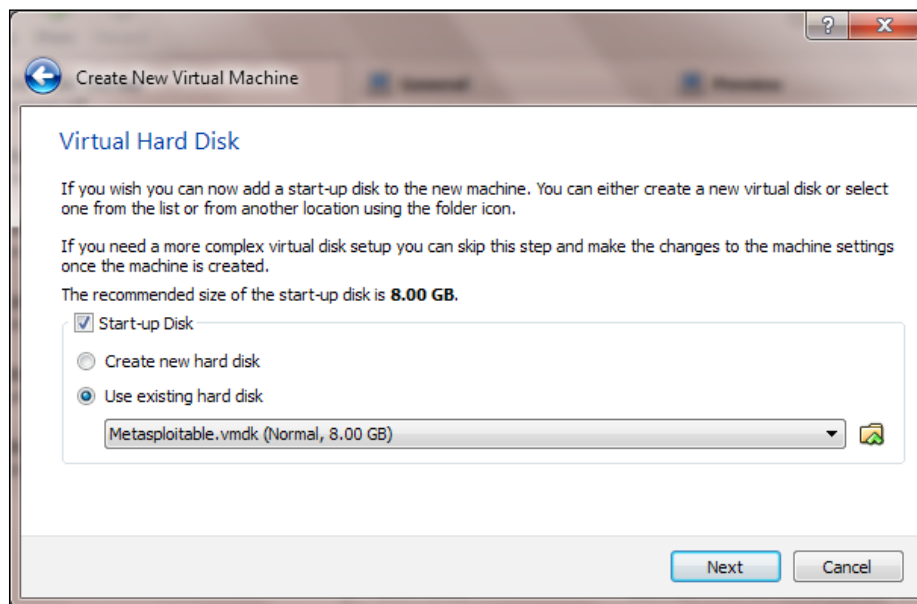 ?
Create New Virtual Machine
General
Preview
Virtual Hard Disk
If you wish you can now add a start-up disk to the new machine. You can either create a new virtual disk or select
one from the list or from another location using the folder icon.
If you need a more complex virtual disk setup you can skip this step and make the changes to the machine settings
once the machine is created.
The recommended size of the start-up disk is 8.00 GB.
Start-up Disk
Create new hard disk
Use existing hard disk
Metasploitable.vmdk (Normal, 8.00 GB)
Next
Cancel